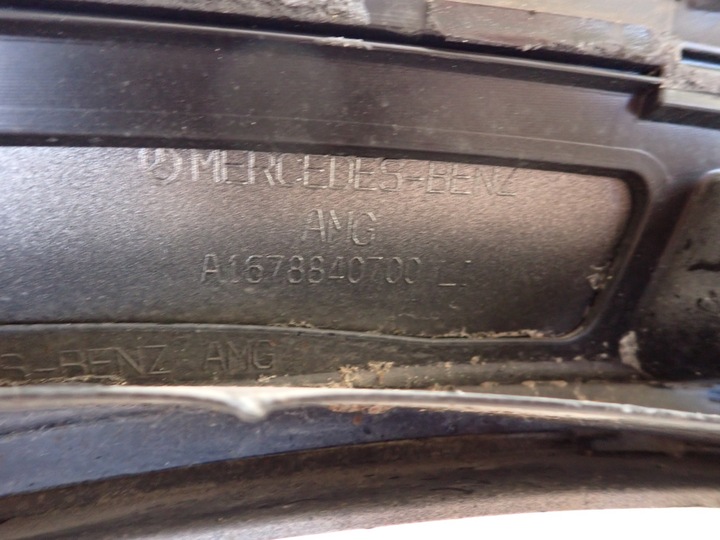 MERCEDES-BENZ
AMG
A1678840700
S-BENZ AMG